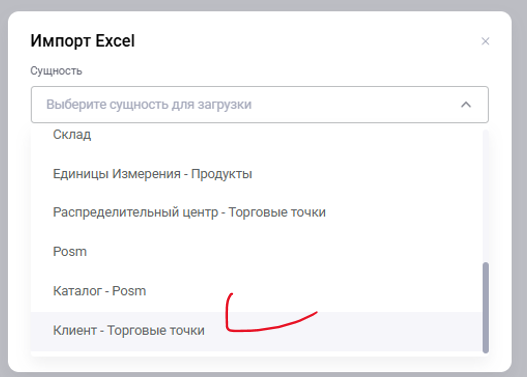 Импорт Excel
Сущность
Выберите сущность для загрузки
Склад
Единицы Измерения - Продукты
Распределительный центр - Торговые точки
Posm
Каталог - Posm
Клиент - Торговые точки